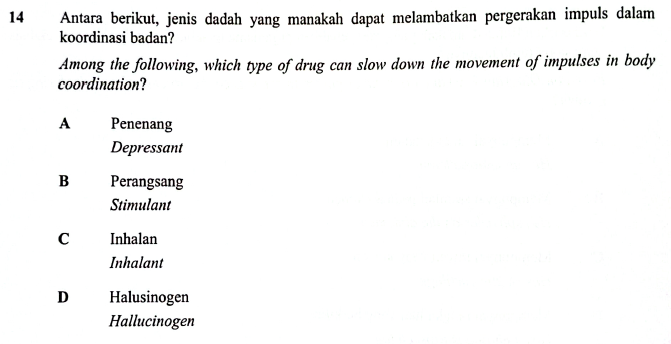 14 Antara berikut, jenis dadah yang manakah dapat melambatkan pergerakan impuls dalam
koordinasi badan?
Among the following, which type of drug can slow down the movement of impulses in body
coordination?
A Penenang
Depressant
B Perangsang
Stimulant
C Inhalan
Inhalant
D Halusinogen
Hallucinogen